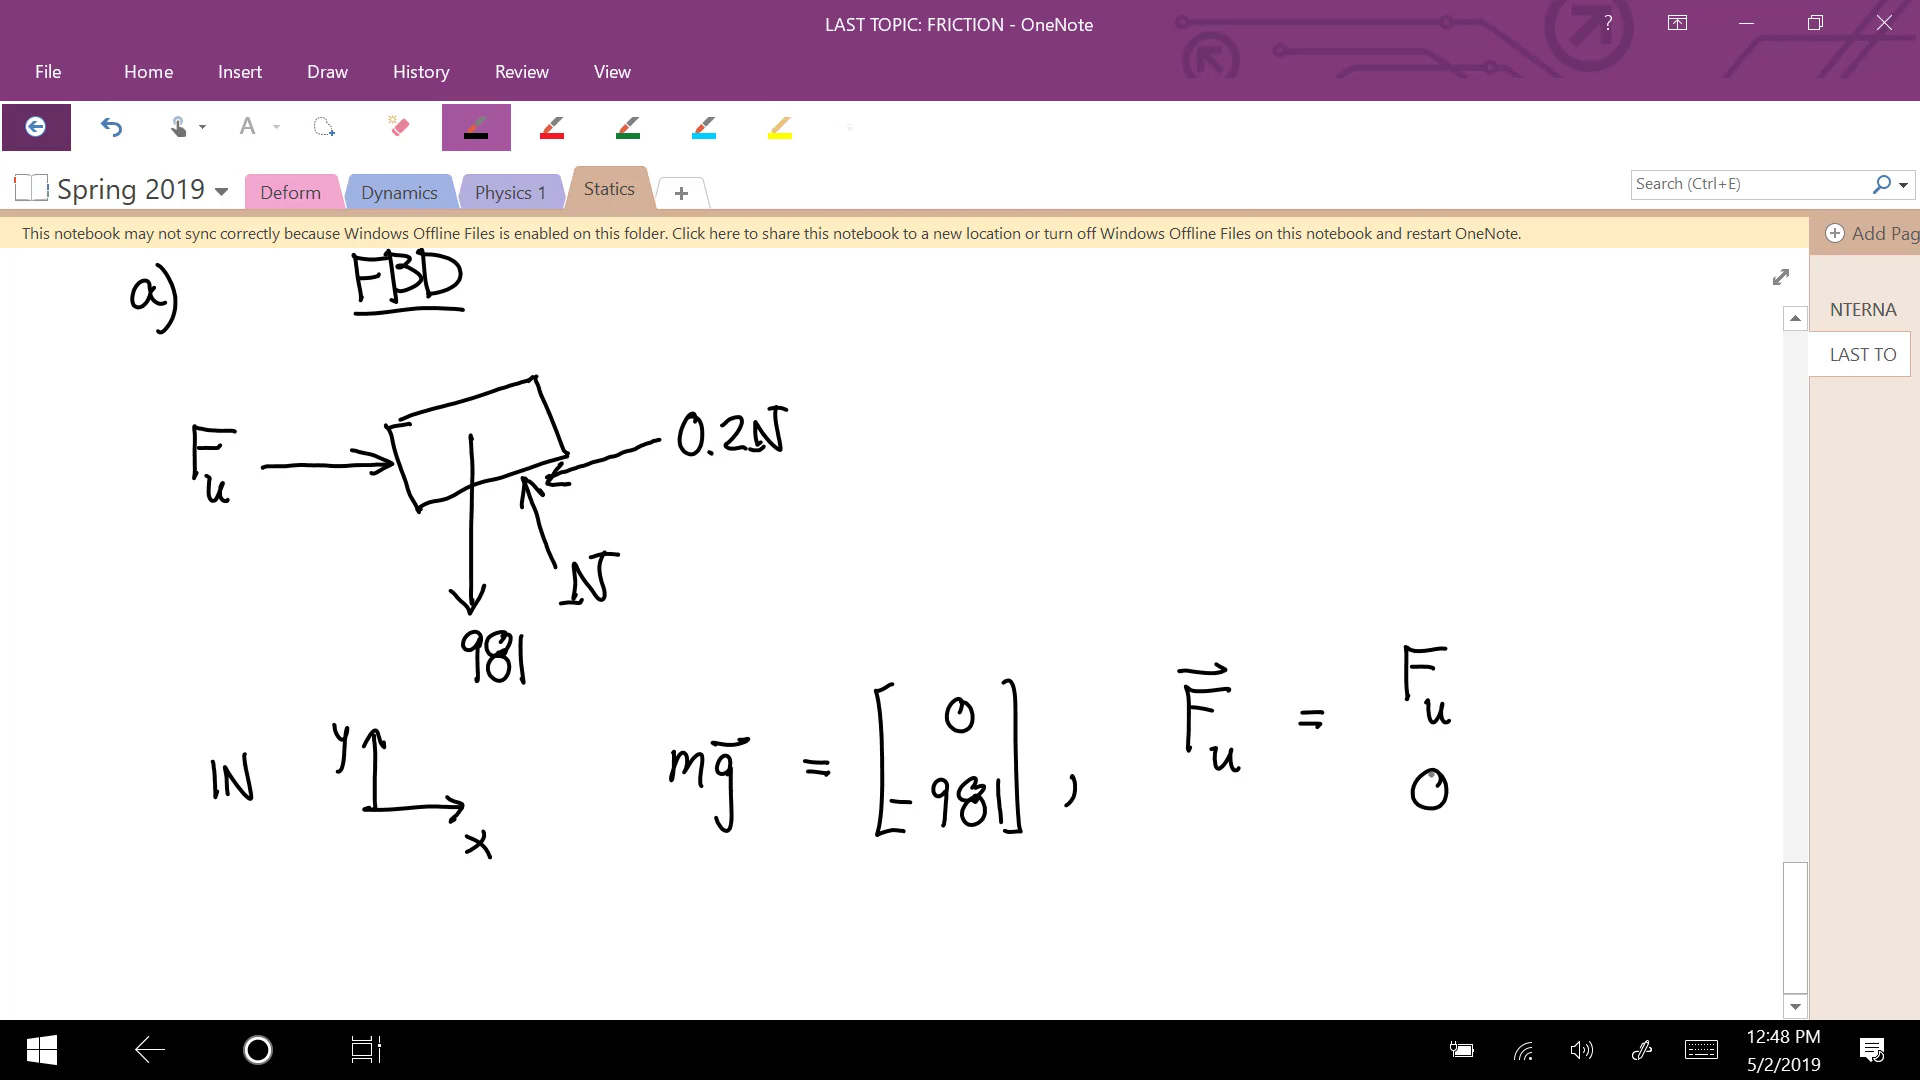 LAST TOPIC: FRICTION - OneNote
?
File Home Insert Draw History Review View
A
Spring 2019 Deform Dynamics Physics 1 Statics +
Search (Ctrl+E)
This notebook may not sync correctly because Windows Offline Files is enabled on this folder. Click here to share this notebook to a new location or turn off Windows Offline Files on this notebook and restart OneNote.
Add Pag
NTERNA
LAST TO
a) FBD
Fu
0.2N
N
981
IN y x
mg = [0 -981] , Fu = Fu 0
12:48 PM
5/2/2019